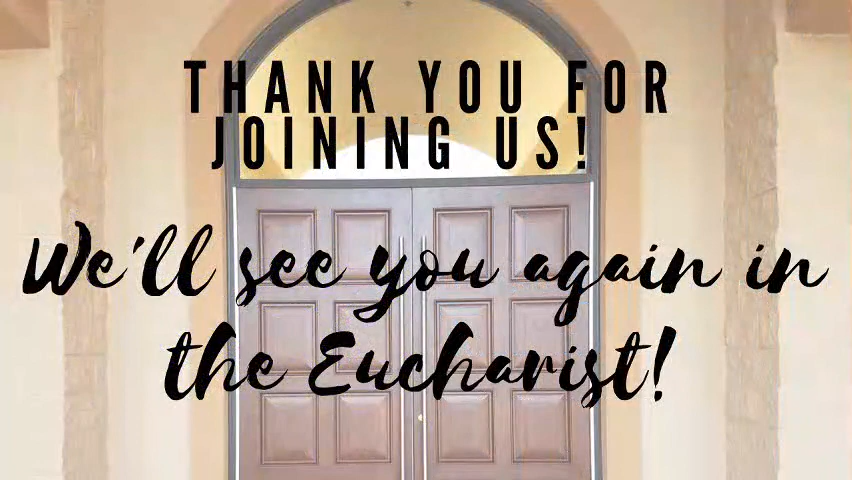 THANK YOU FOR
JOINING US!
We'll see you again in
the Eucharist!